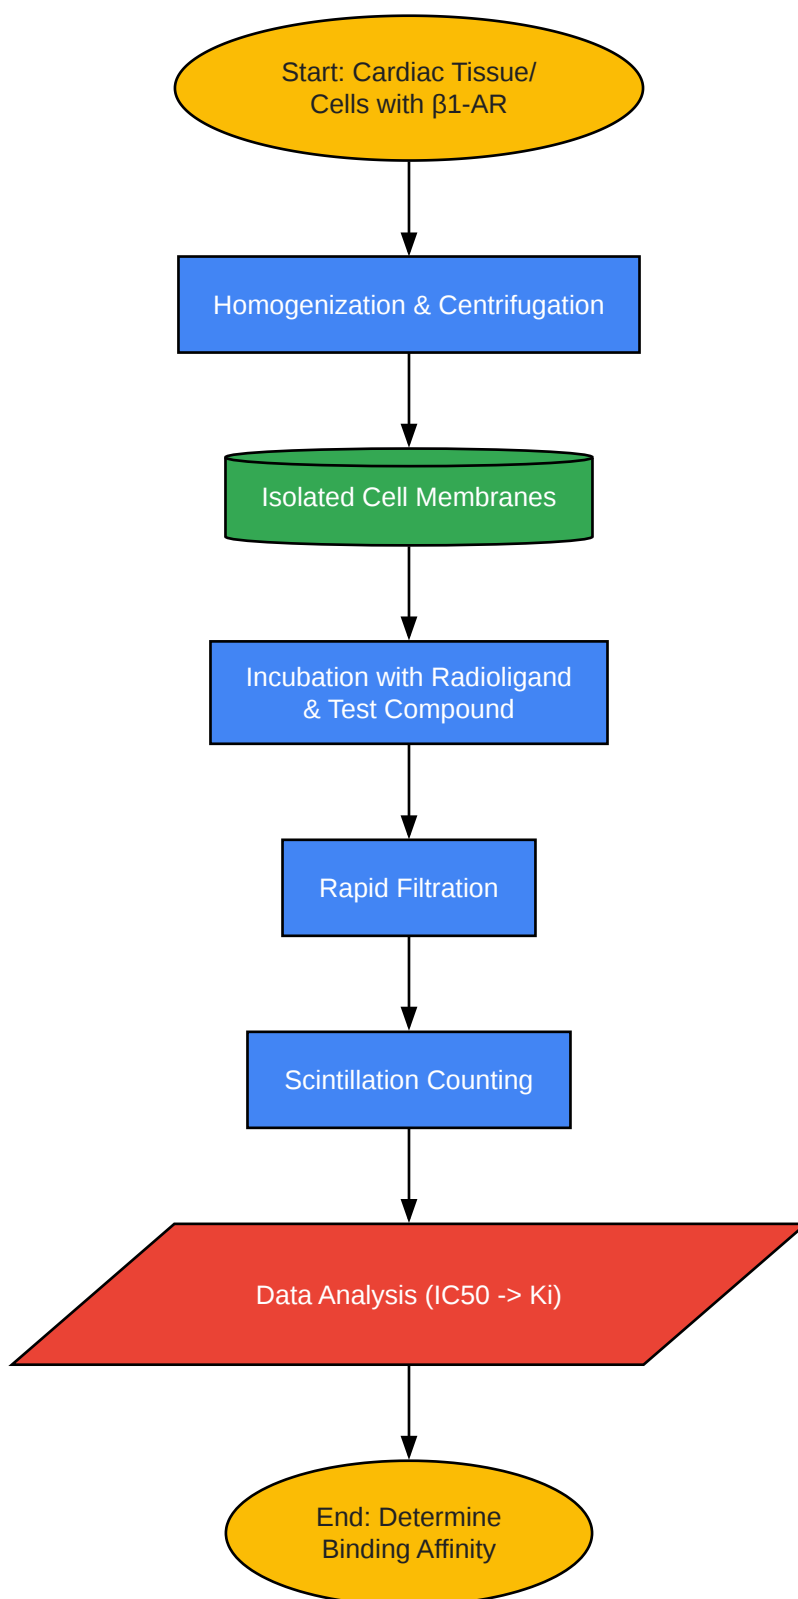 Start: Cardiac Tissue/
Cells with β1-AR
Homogenization & Centrifugation
Isolated Cell Membranes
Incubation with Radioligand
& Test Compound
Rapid Filtration
Scintillation Counting
Data Analysis (IC50 -> Ki)
End: Determine
Binding Affinity